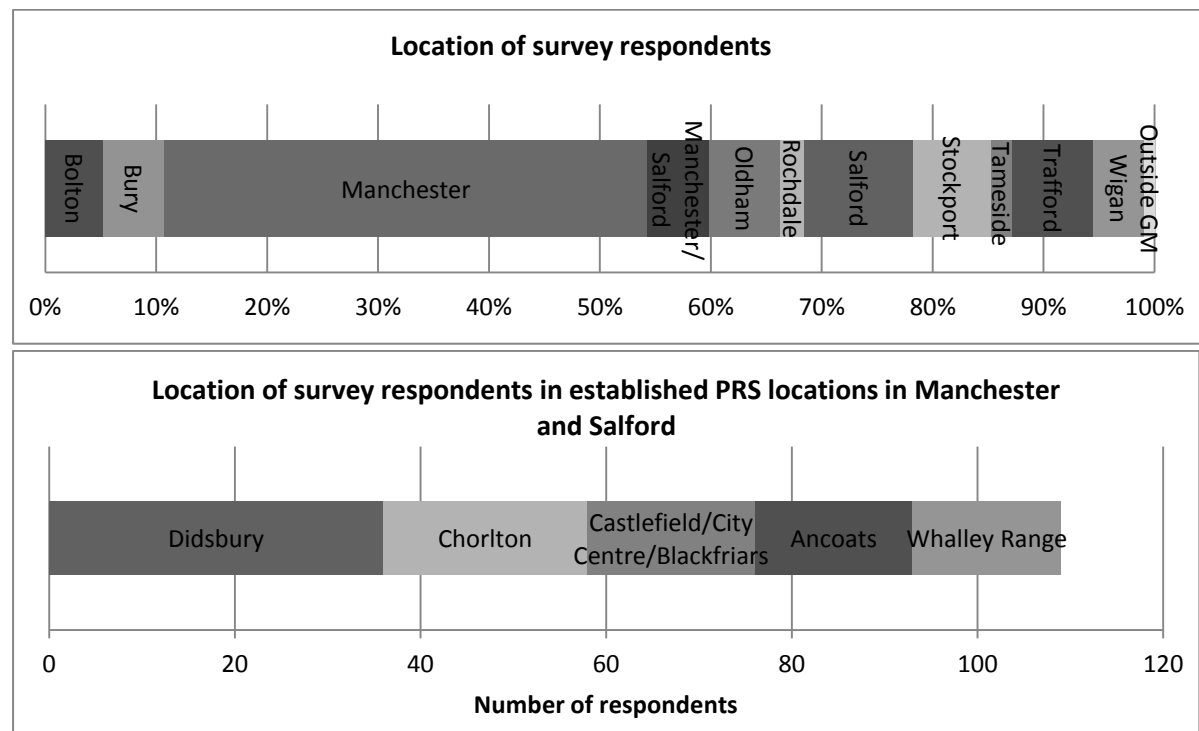 Location of survey respondents
Bolton
Bury
Manchester
Manchester/
Salford
Oldham
Rochdale
Salford
Stockport
Tameside
Trafford
Wigan
Outside GM
0% 10% 20% 30% 40% 50% 60% 70% 80% 90% 100%
Location of survey respondents in established PRS locations in Manchester
and Salford
Didsbury
Chorlton
Castlefield/City
Centre/Blackfriars
Ancoats
Whalley Range
0 20 40 60 80 100 120
Number of respondents